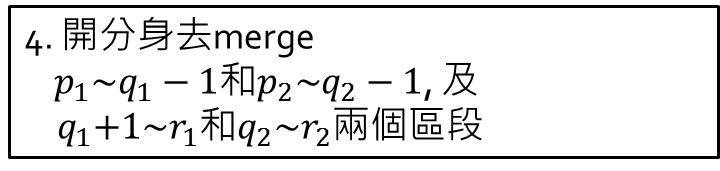 4. 開分身去merge
p₁~q₁ − 1和p₂~q₂ − 1, 及
q₁+1~r₁和q₂~r₂兩個區段